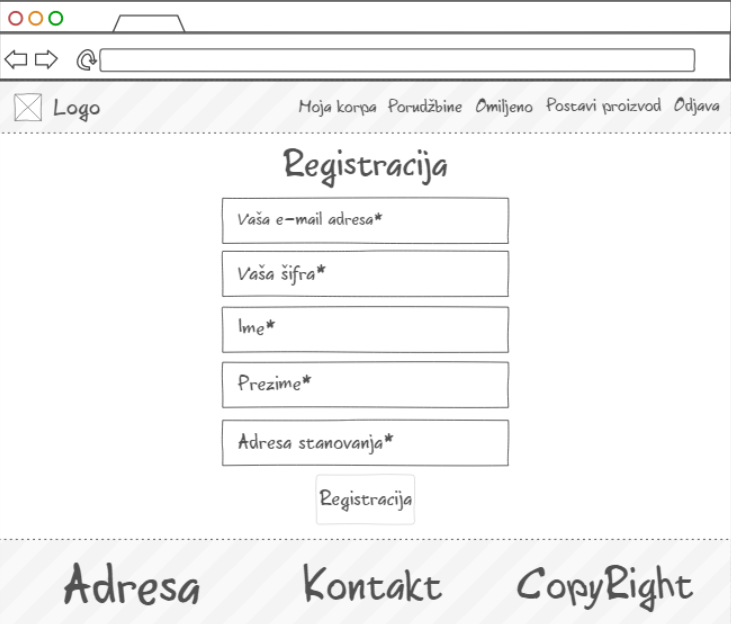 Logo Moja korpa Porudžbine Omiljeno Postavi proizvod Odjava
Registracija
Vaša e-mail adresa*
Vaša šifra*
Ime*
Prezime*
Adresa stanovanja*
Registracija
Adresa Kontakt CopyRight